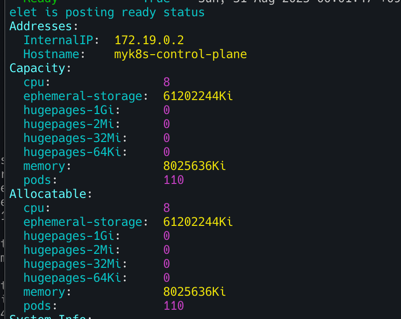 Ready
elet is posting ready status
Addresses:
InternalIP: 172.19.0.2
Hostname: myk8s-control-plane
Capacity:
cpu: 8
ephemeral-storage: 61202244Ki
hugepages-1Gi: 0
hugepages-2Mi: 0
hugepages-32Mi: 0
hugepages-64Ki: 0
memory: 8025636Ki
pods: 110
Allocatable:
cpu: 8
ephemeral-storage: 61202244Ki
hugepages-1Gi: 0
hugepages-2Mi: 0
hugepages-32Mi: 0
hugepages-64Ki: 0
memory: 8025636Ki
pods: 110
System Info: